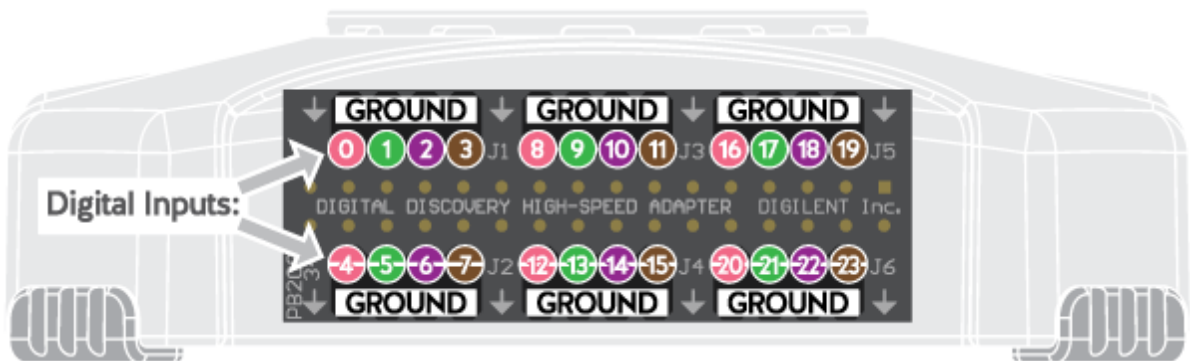 GROUND GROUND GROUND
0 1 2 3 J1 8 9 10 11 J3 16 17 18 19 J5
Digital Inputs:
DIGITAL DISCOVERY HIGH-SPEED ADAPTER DIGILENT Inc.
4 5 6 7 J2 12 13 14 15 J4 20 21 22 23 J6
GROUND GROUND GROUND